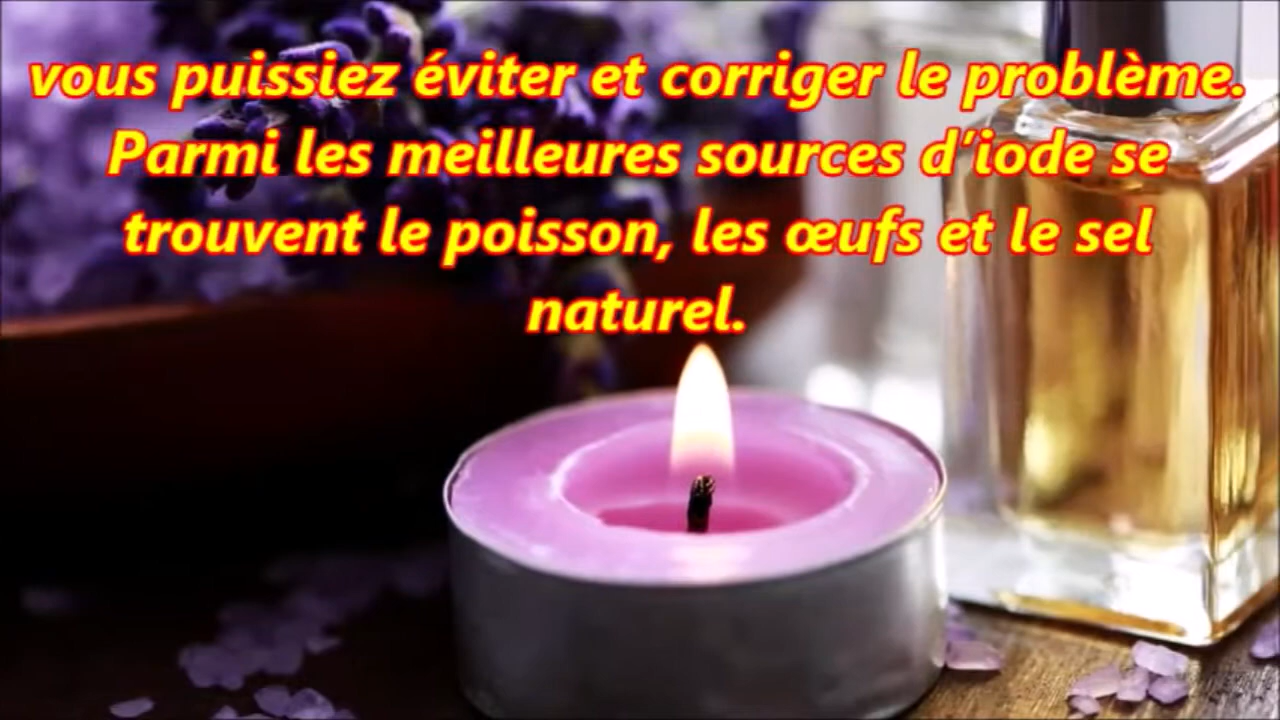 vous puissiez éviter et corriger le problème.
Parmi les meilleures sources d'iode se
trouvent le poisson, les œufs et le sel
naturel.